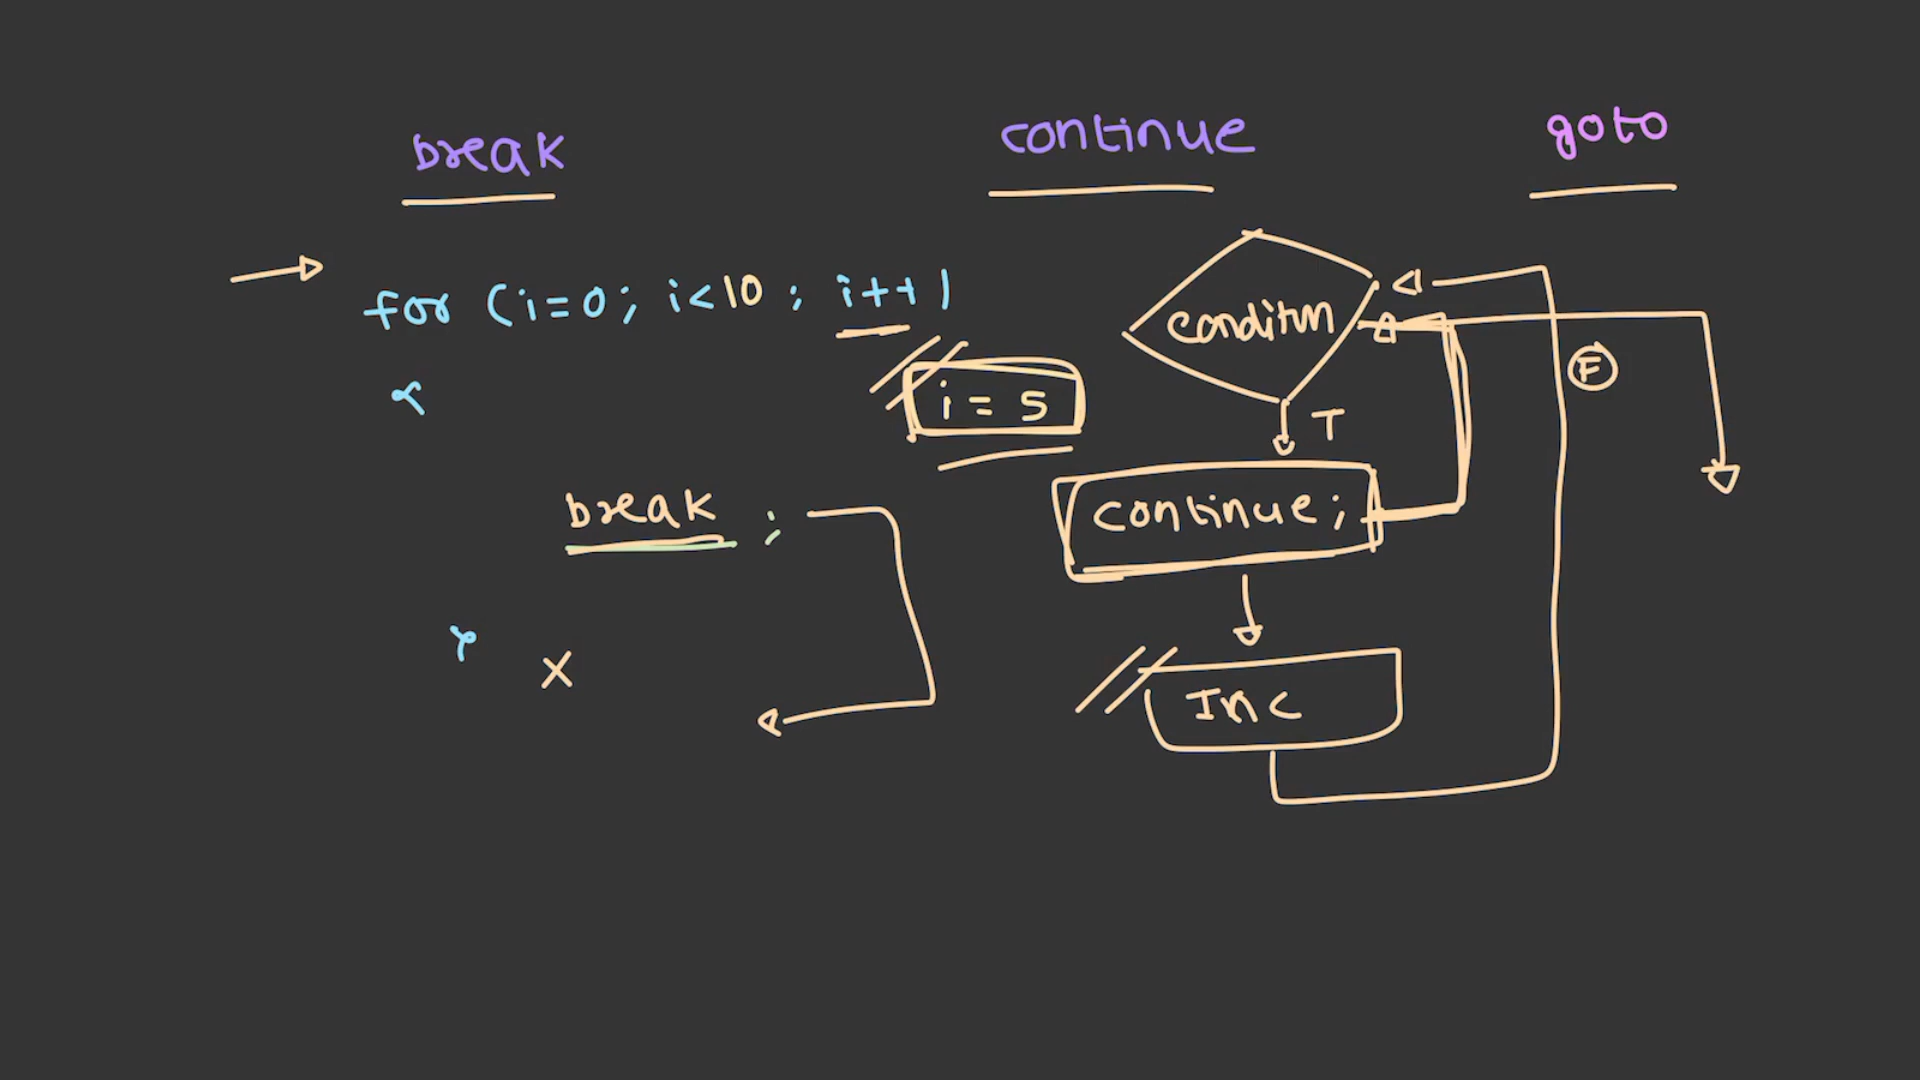 break
continue
goto
for (i=0; i<10; i++)
{
i = 5
break;
}
X
condition
T
F
continue;
Inc